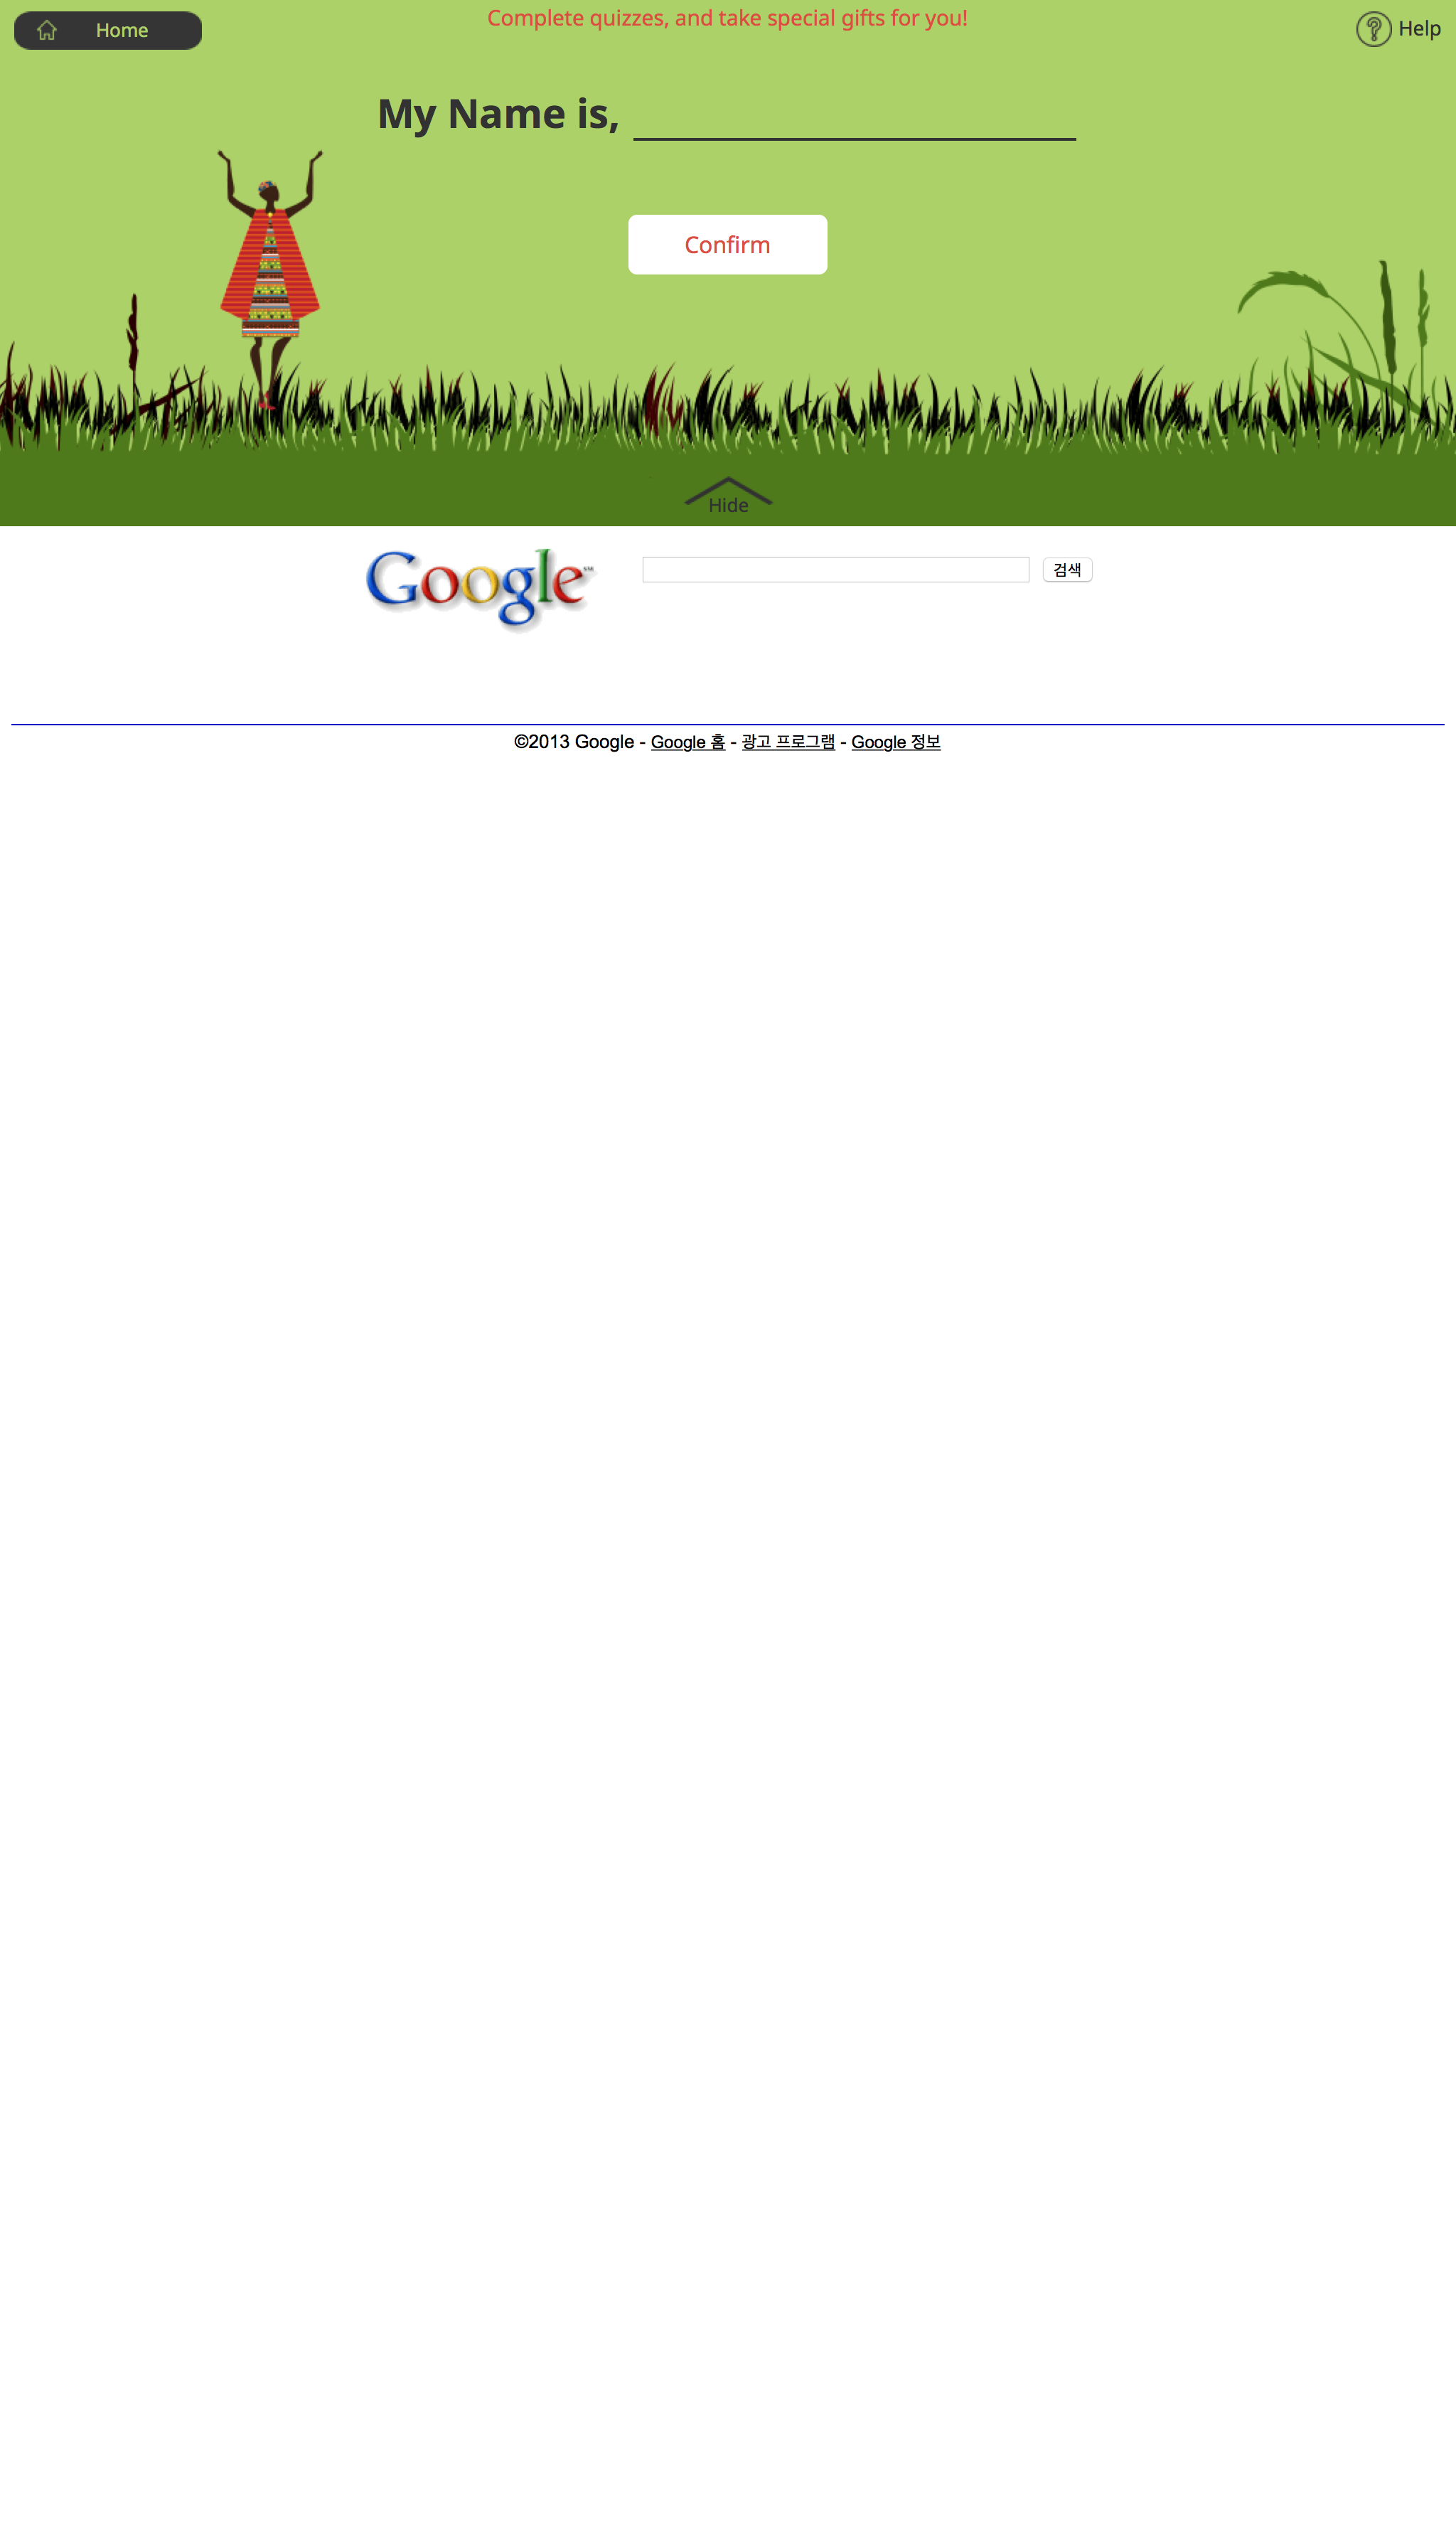 Complete quizzes, and take special gifts for you!
Home
Help
My Name is,
Confirm
Hide
Google SM
검색
©2013 Google - Google 홈 - 광고 프로그램 - Google 정보